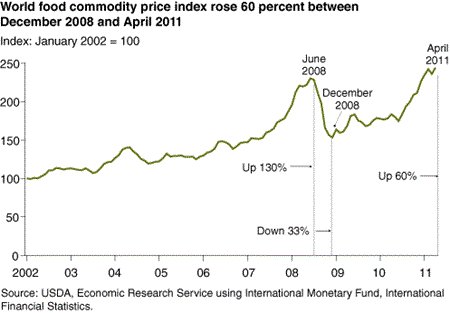 World food commodity price index rose 60 percent between
December 2008 and April 2011
Index: January 2002 = 100
250
200
150
100
50
0
June
2008
December
2008
April
2011
Up 130%
Down 33%
Up 60%
2002 03 04 05 06 07 08 09 10 11
Source: USDA, Economic Research Service using International Monetary Fund, International
Financial Statistics.